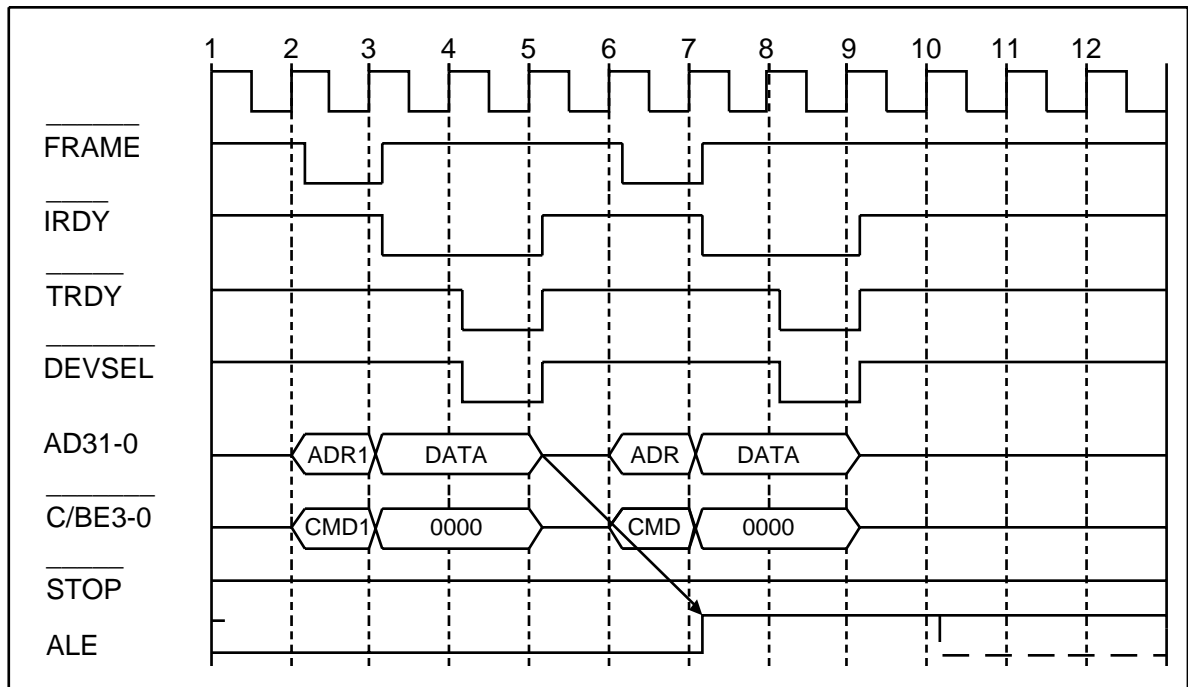 1 2 3 4 5 6 7 8 9 10 11 12
FRAME
IRDY
TRDY
DEVSEL
AD31-0 ADR1 DATA ADR DATA
C/BE3-0 CMD1 0000 CMD 0000
STOP
ALE